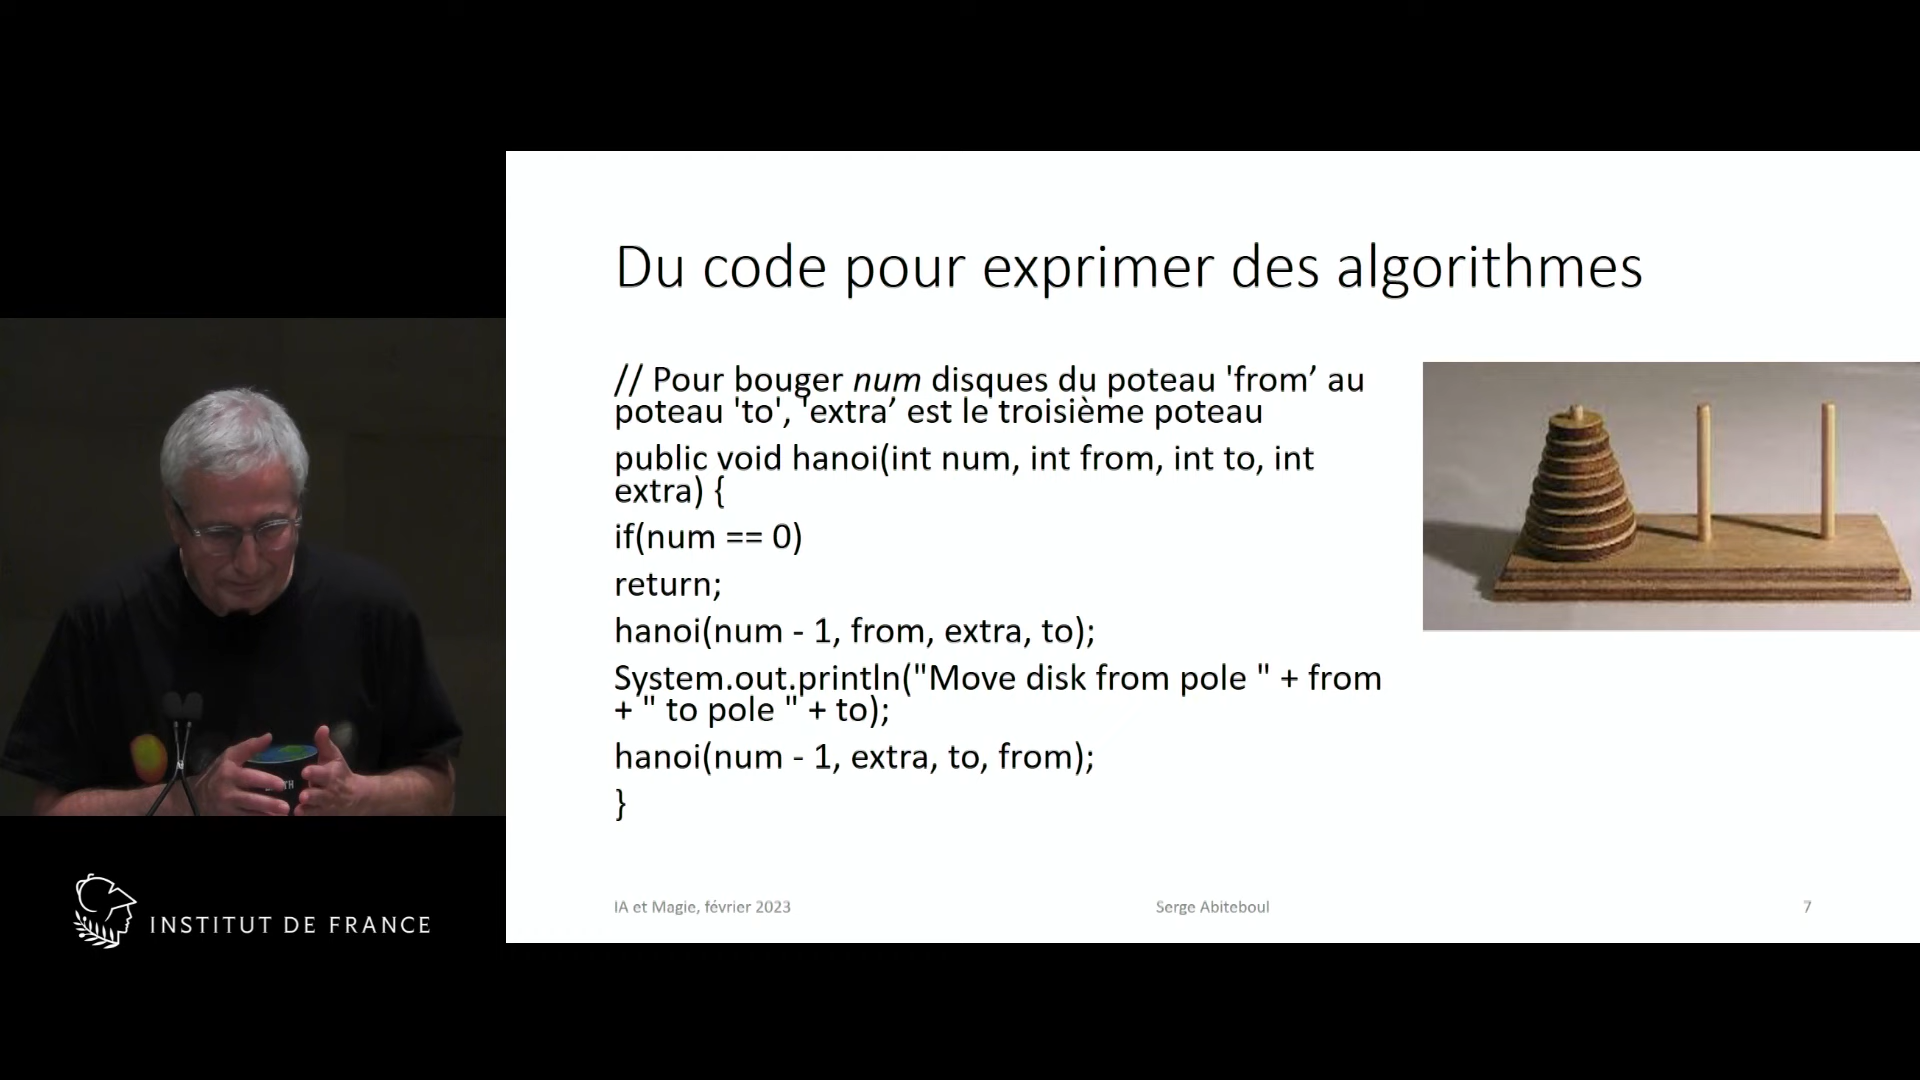 Du code pour exprimer des algorithmes
// Pour bouger num disques du poteau 'from’ au
poteau 'to', 'extra’ est le troisième poteau
public void hanoi(int num, int from, int to, int
extra) {
if(num == 0)
return;
hanoi(num - 1, from, extra, to);
System.out.println("Move disk from pole " + from
+ " to pole " + to);
hanoi(num - 1, extra, to, from);
}
IA et Magie, février 2023
Serge Abiteboul
7
INSTITUT DE FRANCE